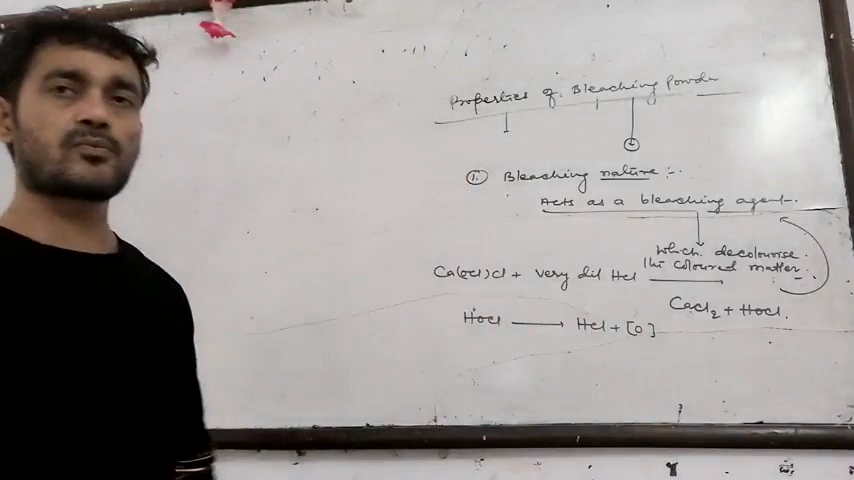 Properties of Bleaching Powder
① Bleaching nature :-
Acts as a bleaching agent-
which decolourise
the coloured matter.
Ca(ocl)cl + very dil Hcl ⟶
Cacl₂ + Hocl.
Hocl ⟶ Hcl + [O]